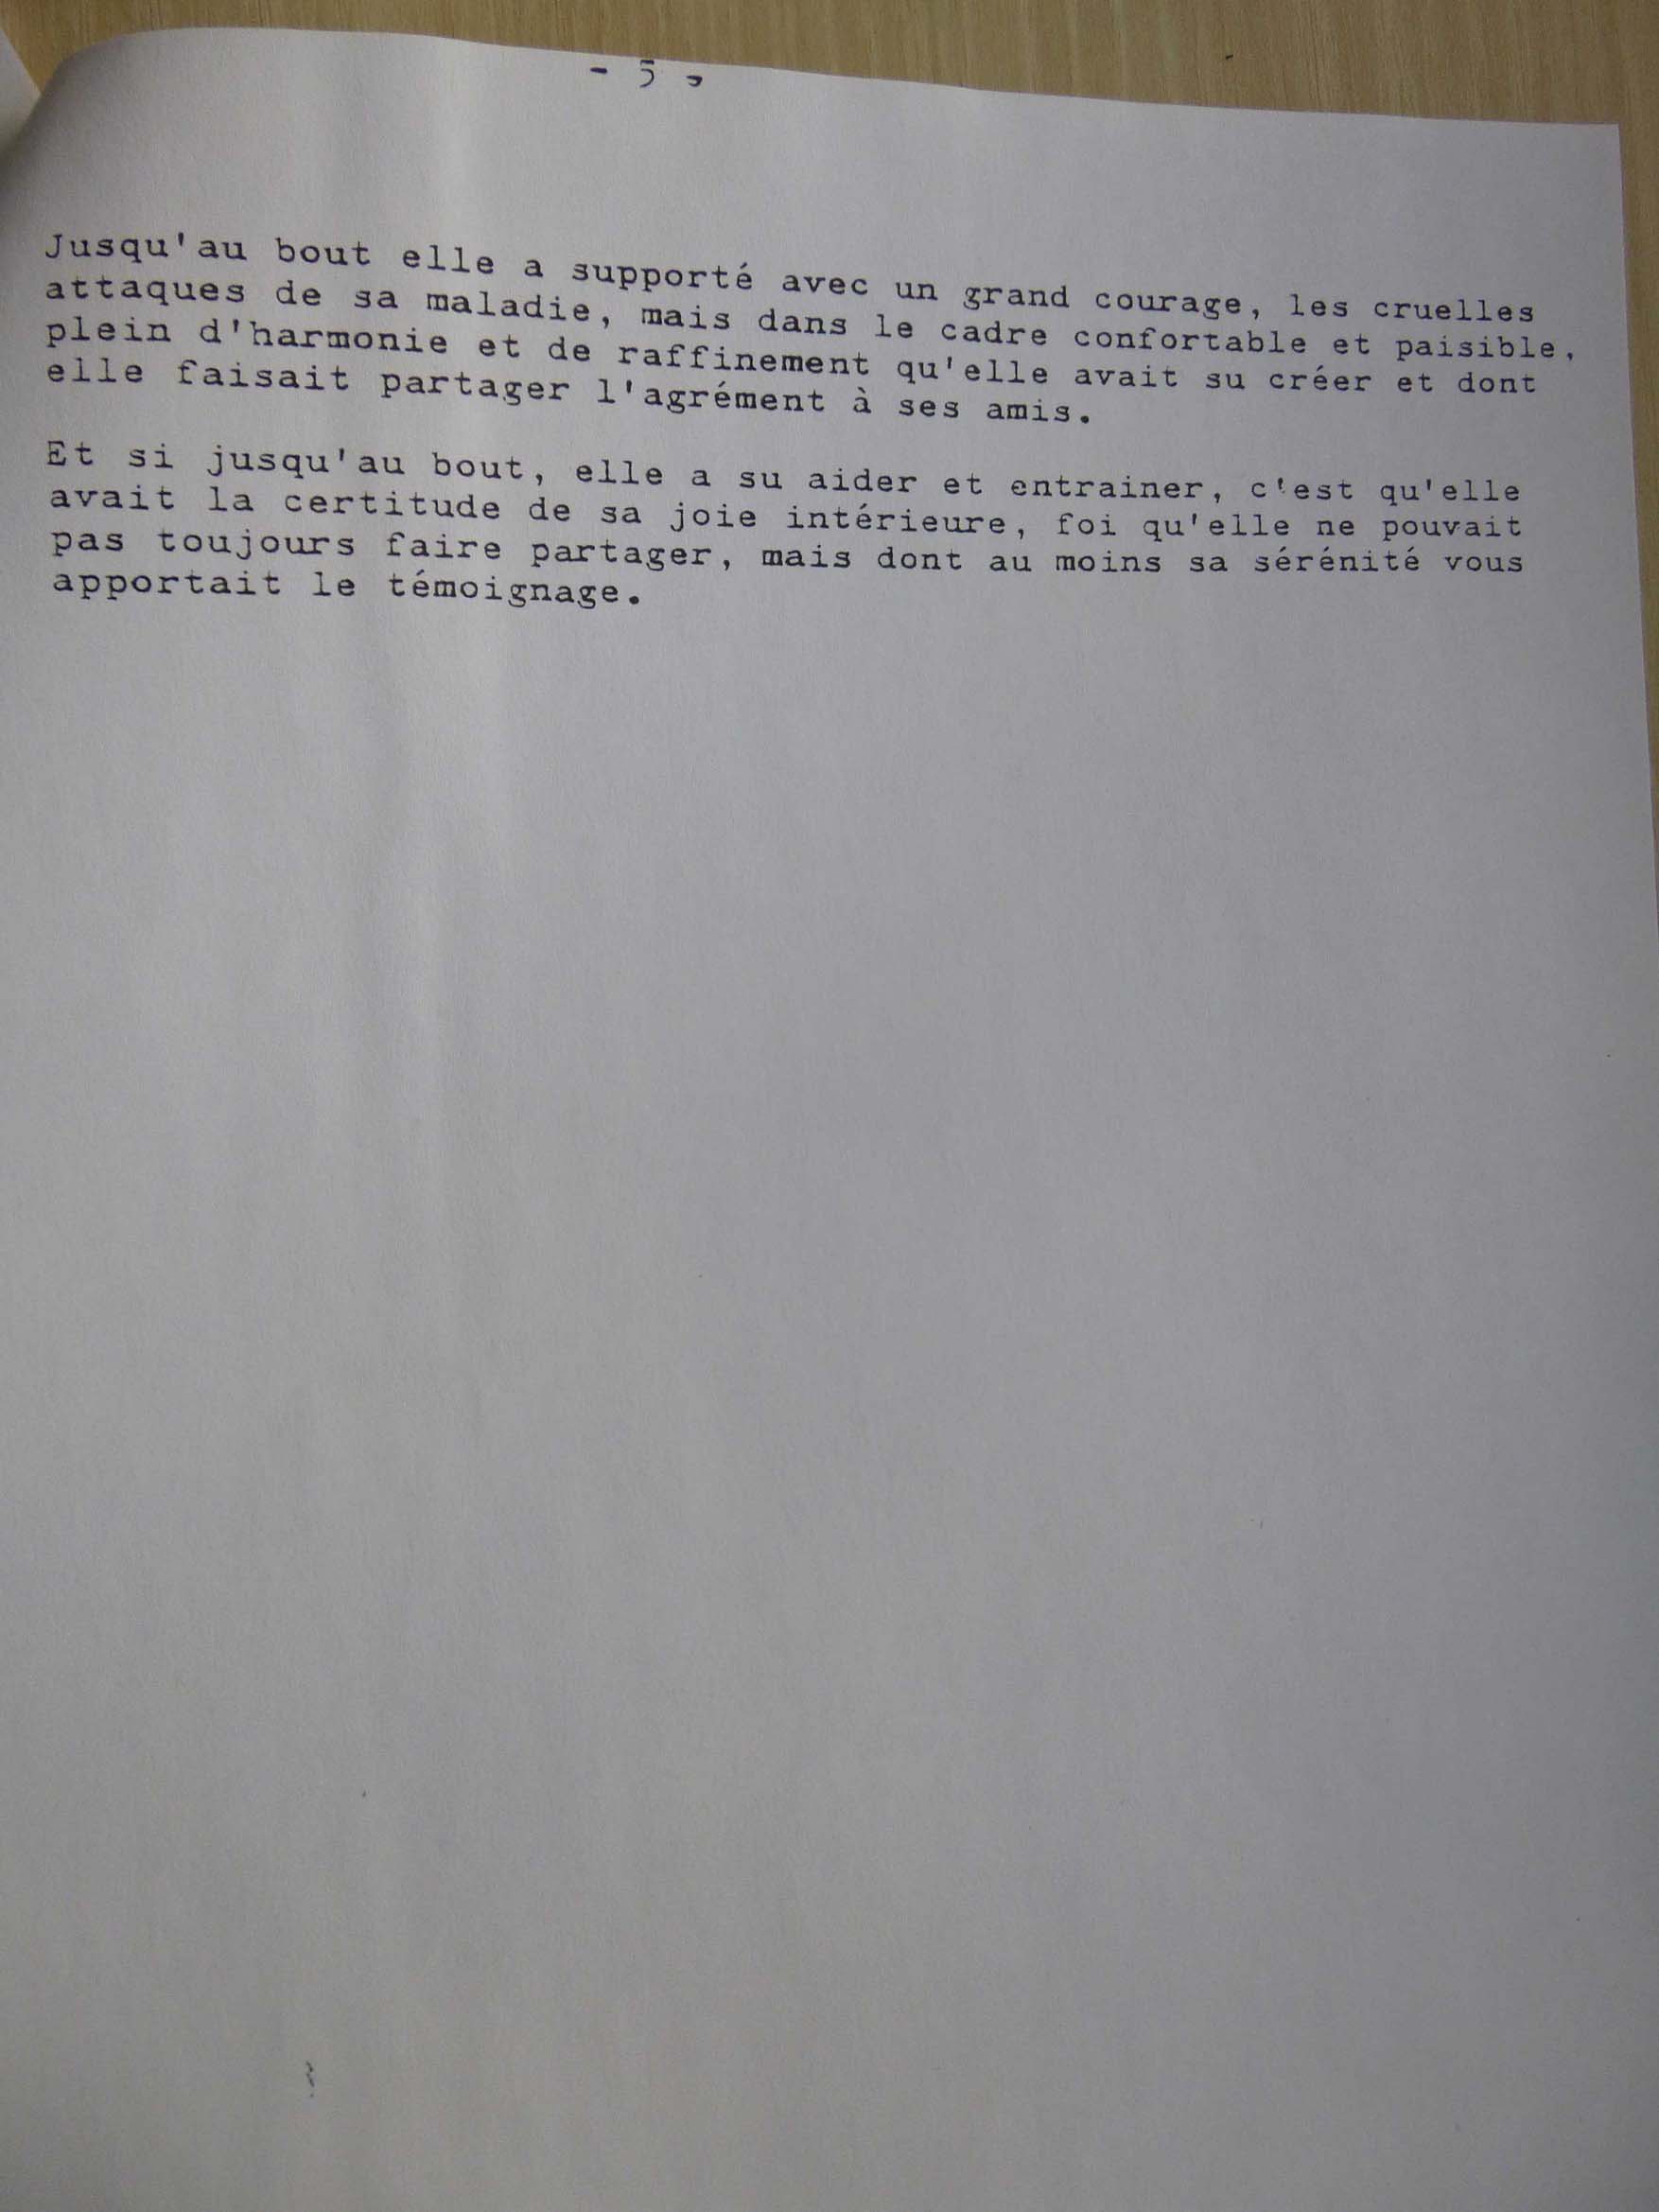 - 5 -
Jusqu'au bout elle a supporté avec un grand courage, les cruelles
attaques de sa maladie, mais dans le cadre confortable et paisible,
plein d'harmonie et de raffinement qu'elle avait su créer et dont
elle faisait partager l'agrément à ses amis.
Et si jusqu'au bout, elle a su aider et entrainer, c'est qu'elle
avait la certitude de sa joie intérieure, foi qu'elle ne pouvait
pas toujours faire partager, mais dont au moins sa sérénité vous
apportait le témoignage.